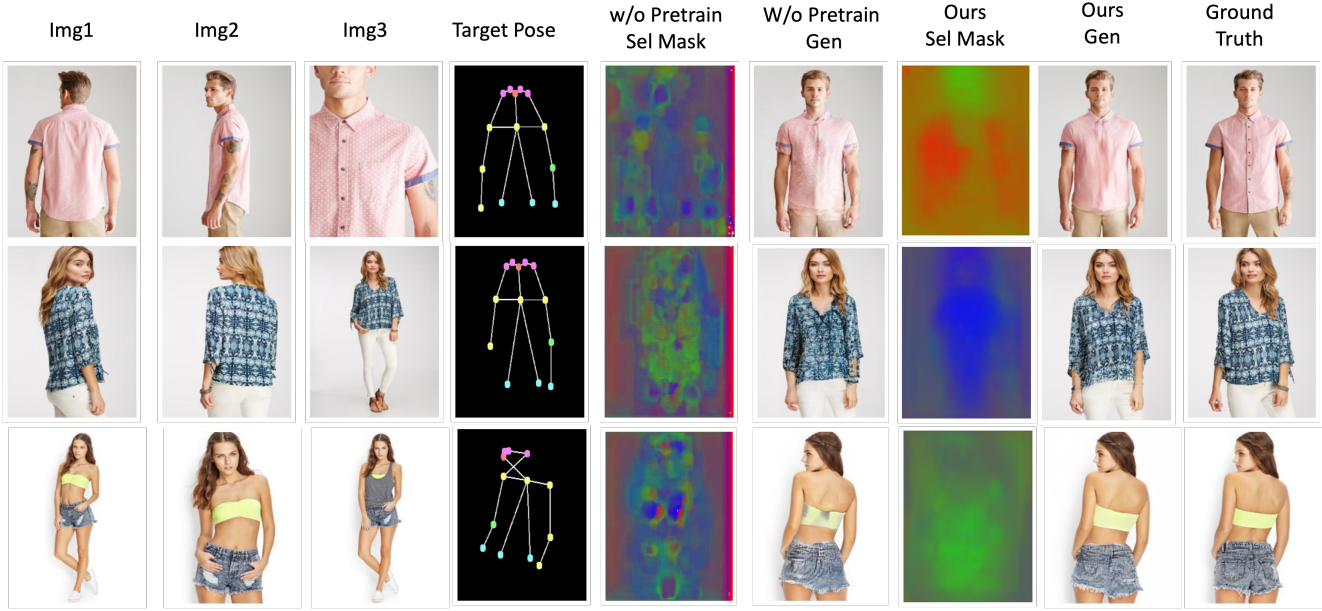 Img1
Img2
Img3
Target Pose
w/o Pretrain
Sel Mask
W/o Pretrain
Gen
Ours
Sel Mask
Ours
Gen
Ground
Truth